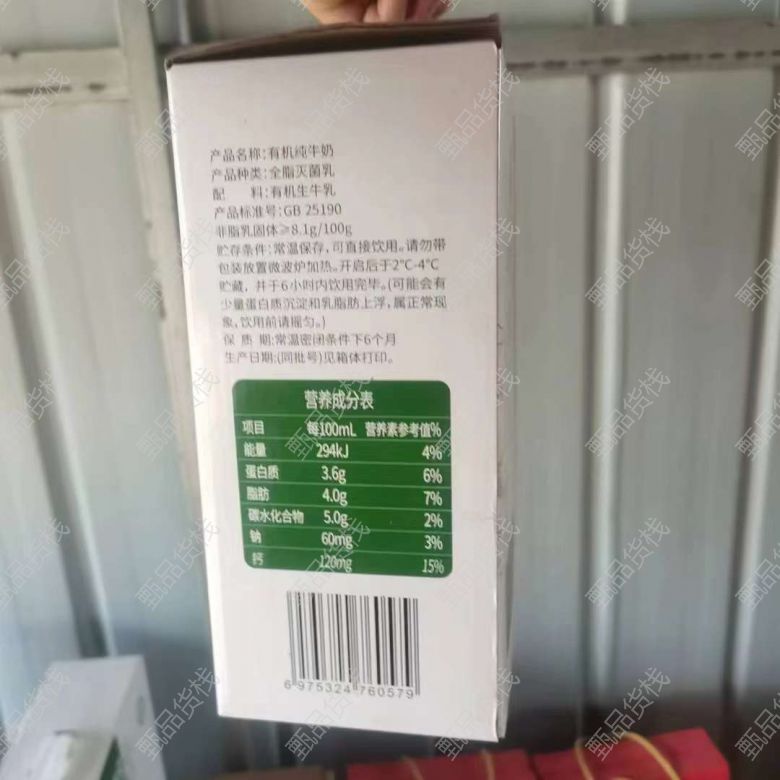 产品名称:有机纯牛奶
产品种类:全脂灭菌乳
配 料:有机生牛乳
产品标准号:GB 25190
非脂乳固体≥8.1g/100g
贮存条件:常温保存,可直接饮用。请勿带
包装放置微波炉加热。开启后于2℃-4℃
贮藏,并于6小时内饮用完毕。(可能会有
少量蛋白质沉淀和乳脂肪上浮,属正常现
象,饮用前请摇匀。)
保 质 期:常温密闭条件下6个月
生产日期:(同批号)见箱体打印。
营养成分表
项目 每100mL 营养素参考值%
能量 294kJ 4%
蛋白质 3.6g 6%
脂肪 4.0g 7%
碳水化合物 5.0g 2%
钠 60mg 3%
钙 120mg 15%
6 975324 760579
甄品货栈